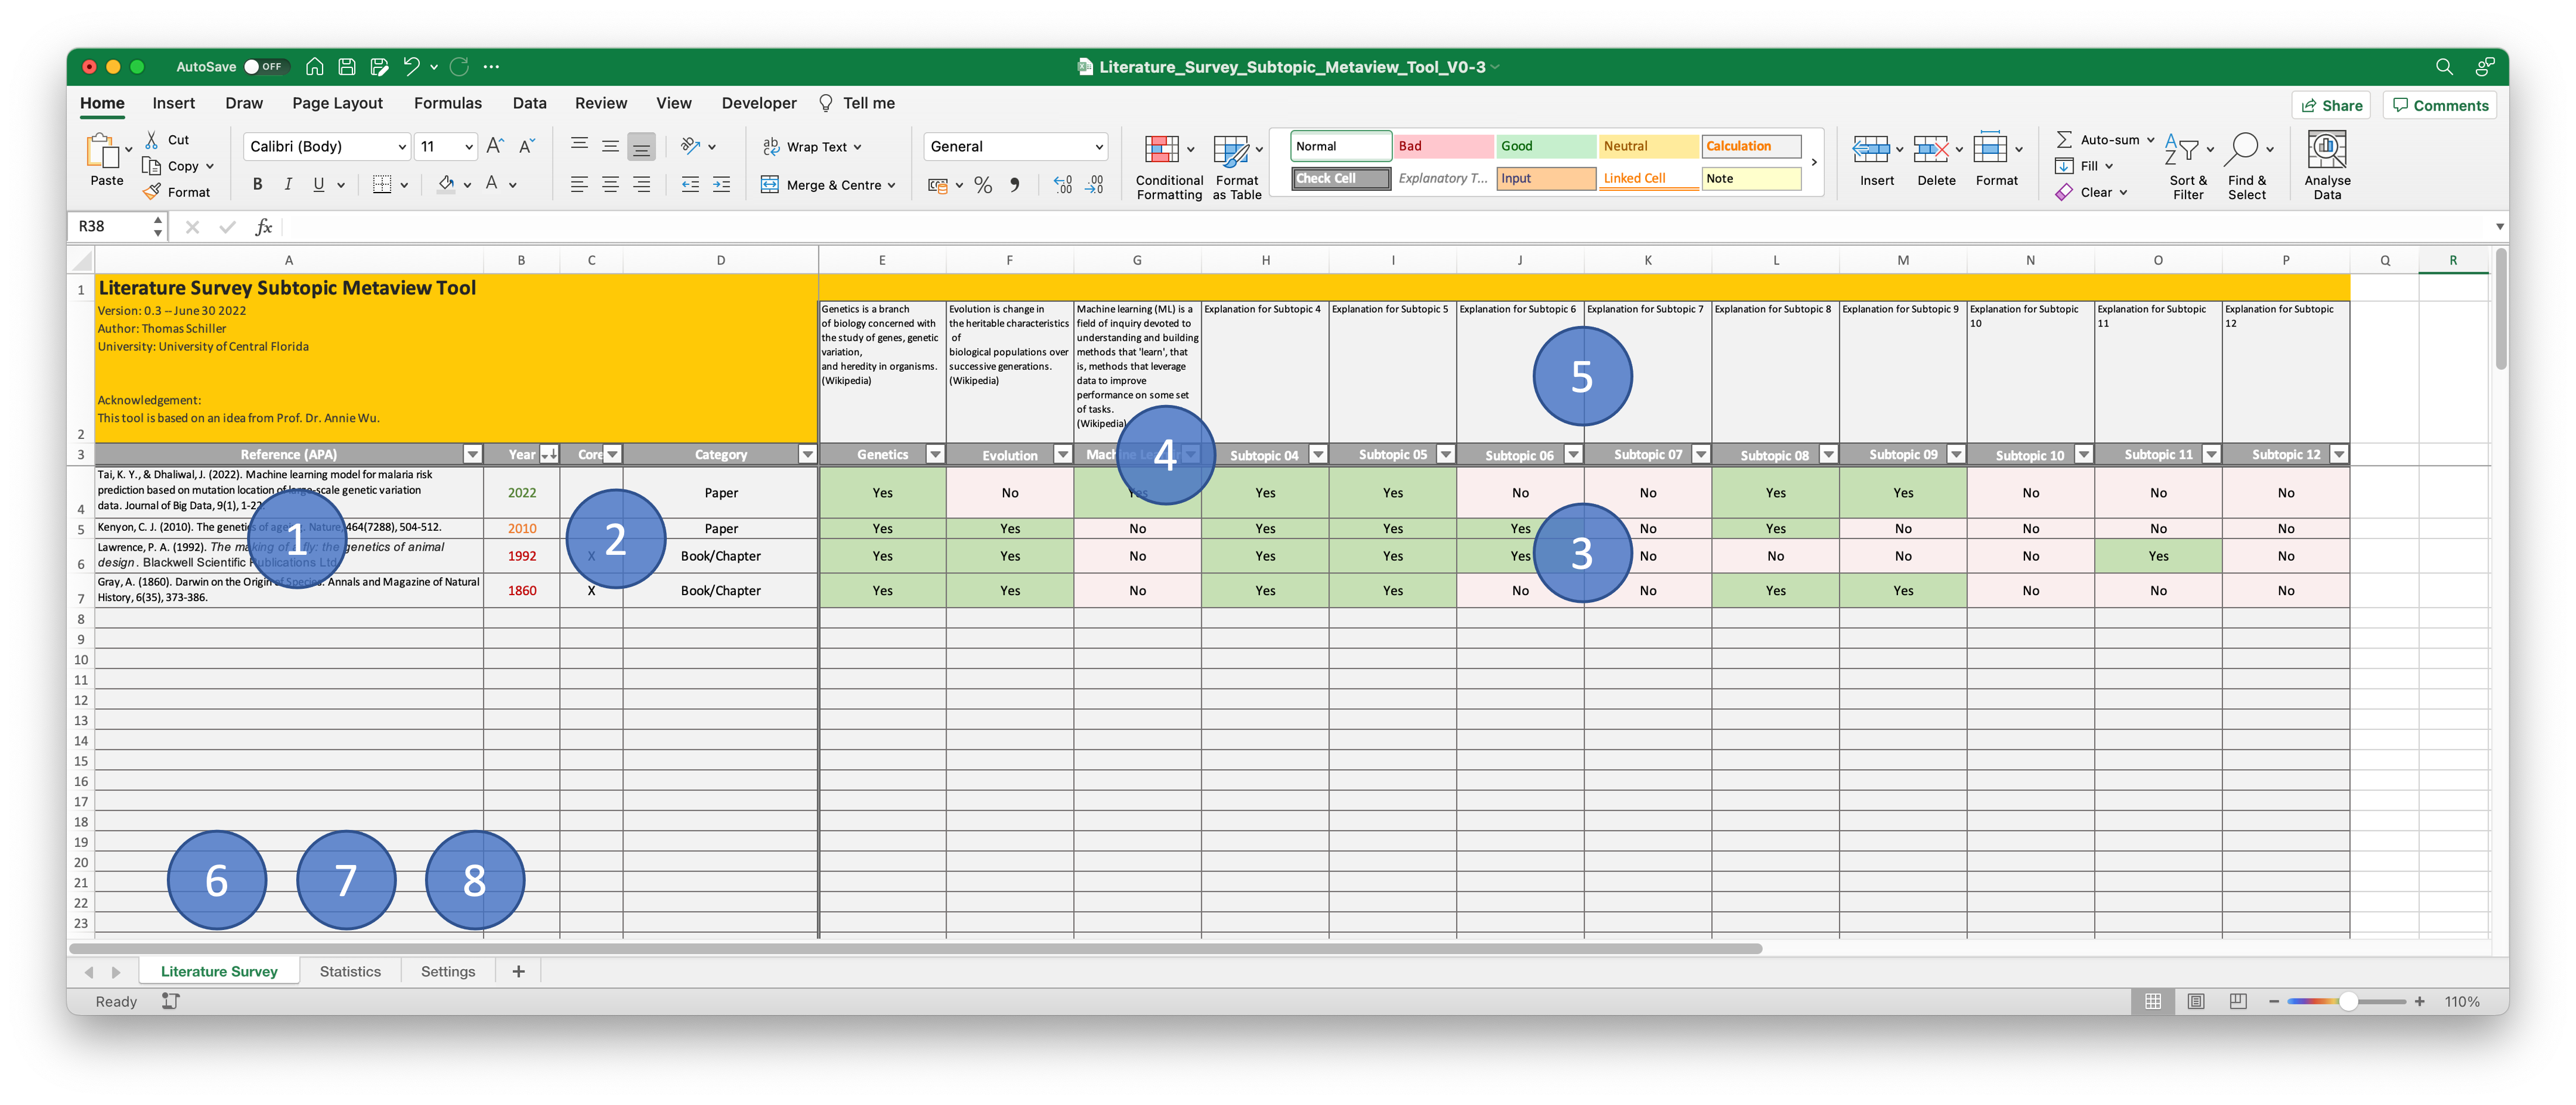 AutoSave OFF
Literature_Survey_Subtopic_Metaview_Tool_V0-3
Home Insert Draw Page Layout Formulas Data Review View Developer Tell me
Share Comments
Paste
Cut
Copy
Format
Calibri (Body) 11
B I U
Wrap Text
Merge & Centre
General
Conditional Formatting
Format as Table
Normal Bad Good Neutral Calculation
Check Cell Explanatory T... Input Linked Cell Note
Insert Delete Format
Auto-sum
Fill
Clear
Sort & Filter
Find & Select
Analyse Data
R38 fx
A B C D E F G H I J K L M N O P Q R
1 Literature Survey Subtopic Metaview Tool
Version: 0.3 -- June 30 2022
Author: Thomas Schiller
University: University of Central Florida
Acknowledgement:
This tool is based on an idea from Prof. Dr. Annie Wu.
2
Genetics is a branch
of biology concerned with
the study of genes, genetic
variation,
and heredity in organisms.
(Wikipedia)
Evolution is change in
the heritable characteristics
of
biological populations over
successive generations.
(Wikipedia)
Machine learning (ML) is a
field of inquiry devoted to
understanding and building
methods that 'learn', that
is, methods that leverage
data to improve
performance on some set
of tasks.
(Wikipedia)
Explanation for Subtopic 4
Explanation for Subtopic 5
Explanation for Subtopic 6
Explanation for Subtopic 7
Explanation for Subtopic 8
Explanation for Subtopic 9
Explanation for Subtopic
10
Explanation for Subtopic
11
Explanation for Subtopic
12
5
4
3 Reference (APA) Year Core Category Genetics Evolution Subtopic 04 Subtopic 05 Subtopic 06 Subtopic 07 Subtopic 08 Subtopic 09 Subtopic 10 Subtopic 11 Subtopic 12
Tai, K. Y., & Dhaliwal, J. (2022). Machine learning model for malaria risk
prediction based on mutation location of large-scale genetic variation
data. Journal of Big Data, 9(1), 1-22
4 2022 Paper Yes No Yes Yes Yes No No Yes Yes No No No
5 Kenyon, C. J. (2010). The genetics of ageing. Nature, 464(7288), 504-512. 2010 Paper Yes Yes No Yes Yes Yes No Yes No No No No
Lawrence, P. A. (1992). The making of a fly: the genetics of animal
design. Blackwell Scientific Publications Ltd.
6 1992 X Book/Chapter Yes Yes No Yes Yes Yes No No No No Yes No
Gray, A. (1860). Darwin on the Origin of Species. Annals and Magazine of Natural
History, 6(35), 373-386.
7 1860 X Book/Chapter Yes Yes No Yes Yes No No Yes Yes No No No
1
2
3
8
9
10
11
12
13
14
15
16
17
18
19
20
21
22
23
6 7 8
Literature Survey Statistics Settings +
Ready
110%